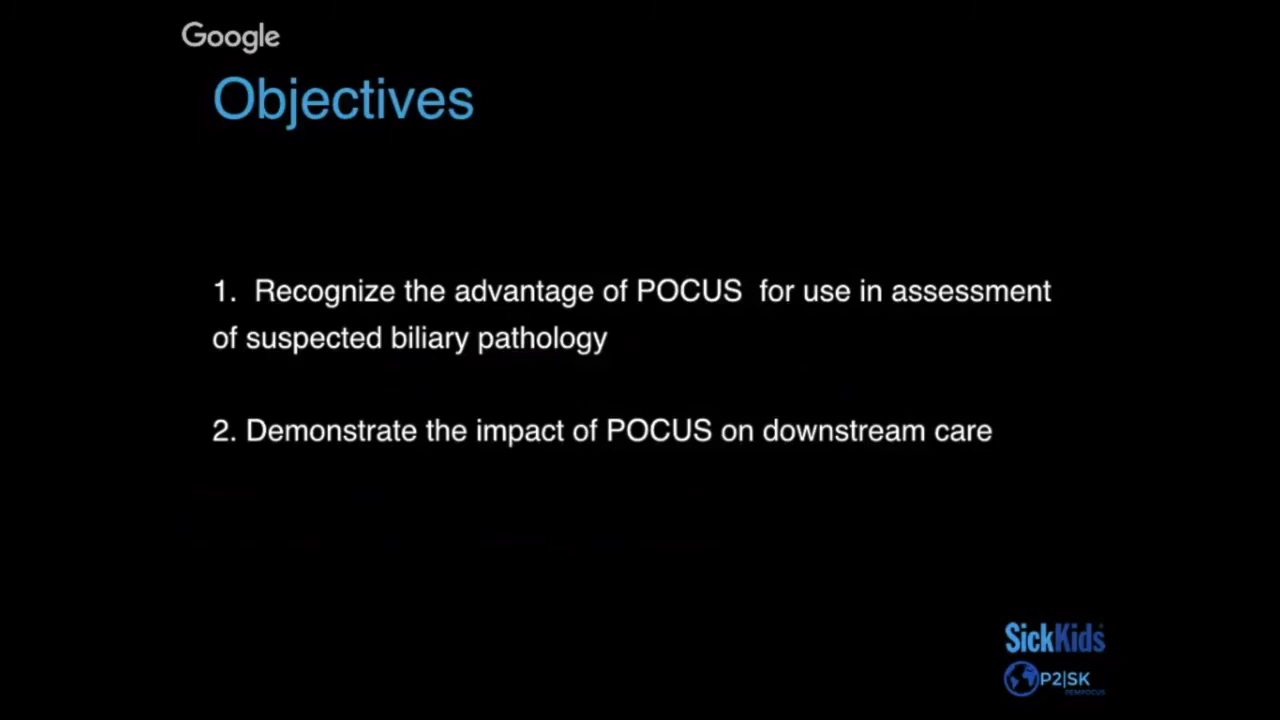 Google
Objectives
1. Recognize the advantage of POCUS for use in assessment
of suspected biliary pathology
2. Demonstrate the impact of POCUS on downstream care
SickKids
P2|SK
PEMPOCUS